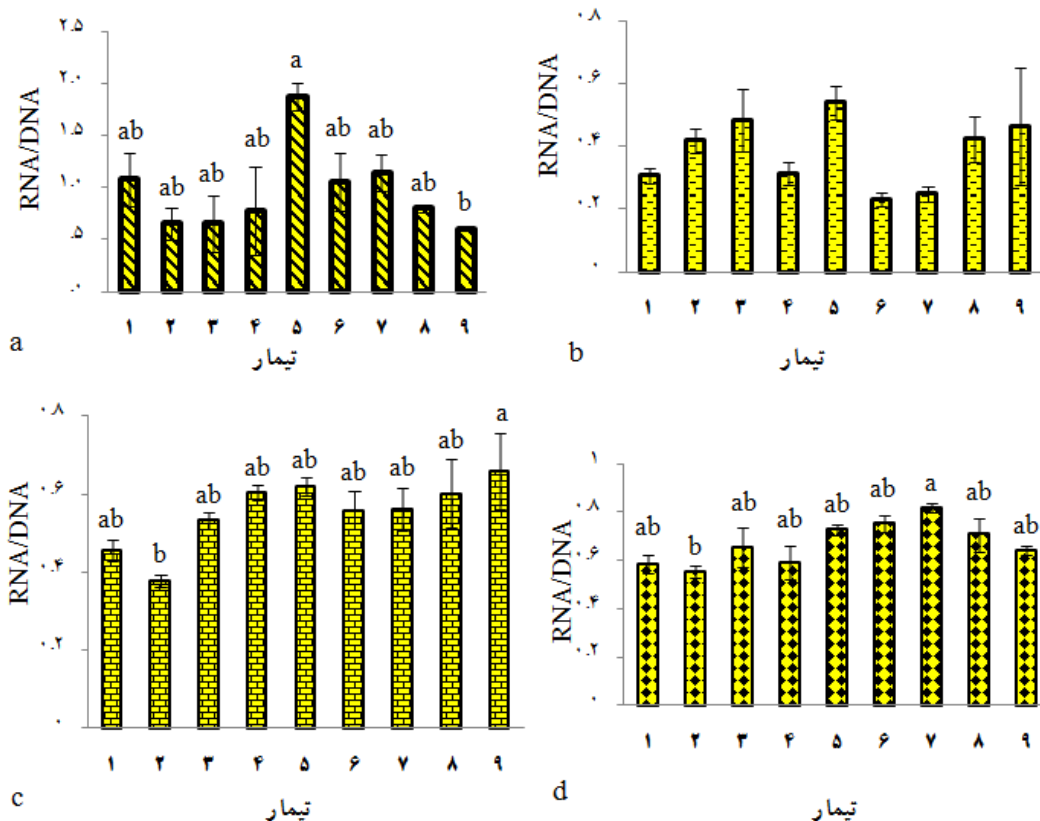 ۲.۵
۲.۰
۱.۵
۱.۰
۰.۵
۰.۰
RNA/DNA
ab ab ab ab a ab ab ab b
۱ ۲ ۳ ۴ ۵ ۶ ۷ ۸ ۹
تیمار
a
۰.۸
۰.۶
۰.۴
۰.۲
۰
RNA/DNA
۱ ۲ ۳ ۴ ۵ ۶ ۷ ۸ ۹
تیمار
b
۰.۸
۰.۶
۰.۴
۰.۲
۰
RNA/DNA
ab b ab ab ab ab ab ab a
۱ ۲ ۳ ۴ ۵ ۶ ۷ ۸ ۹
تیمار
c
۱
۰.۸
۰.۶
۰.۴
۰.۲
۰
RNA/DNA
ab b ab ab ab ab a ab ab
۱ ۲ ۳ ۴ ۵ ۶ ۷ ۸ ۹
تیمار
d